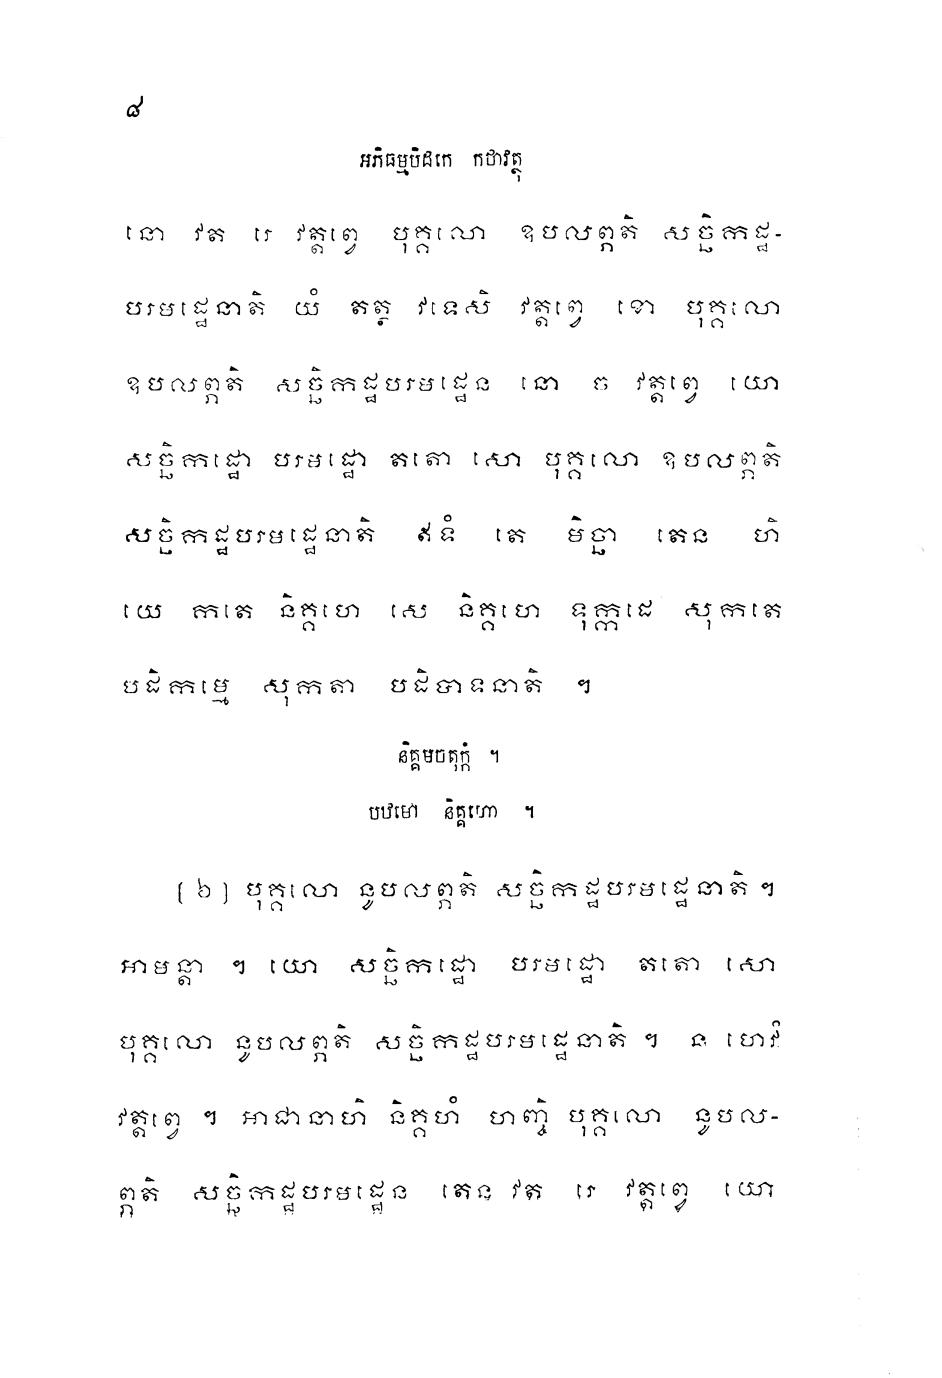 ៨
អភិធម្មបិដកេ កថាវត្ថុ
នោ វត រេ វត្តព្វេ បុគ្គលោ ឧបលព្ភតិ សច្ឆិកដ្ឋ-
បរមដ្ឋេនាតិ យំ តត្ថ វទេសិ វត្តព្វេ ខោ បុគ្គលោ
ឧបលព្ភតិ សច្ឆិកដ្ឋបរមដ្ឋេន នោ ច វត្តព្វេ យោ
សច្ឆិកដ្ឋោ បរមដ្ឋោ តតោ សោ បុគ្គលោ ឧបលព្ភតិ
សច្ឆិកដ្ឋបរមដ្ឋេនាតិ ឥទំ តេ មិច្ឆា តេន ហិ
យេ កតេ និគ្គហេ សេ និគ្គហេ ទុក្កដេ សុកតេ
បដិកម្មេ សុកតា បដិបាទនាតិ ។
និគ្គមចតុក្កំ ។
បឋមោ និគ្គហោ ។
[៦] បុគ្គលោ នូបលព្ភតិ សច្ឆិកដ្ឋបរមដ្ឋេនាតិ ។
អាមន្តា ។ យោ សច្ឆិកដ្ឋោ បរមដ្ឋោ តតោ សោ
បុគ្គលោ នូបលព្ភតិ សច្ឆិកដ្ឋបរមដ្ឋេនាតិ ។ ន ហេវំ
វត្តព្វេ ។ អាជានាហិ និគ្គហំ ហញ្ចិ បុគ្គលោ នូបល-
ព្ភតិ សច្ឆិកដ្ឋបរមដ្ឋេន តេន វត រេ វត្តព្វេ យោ